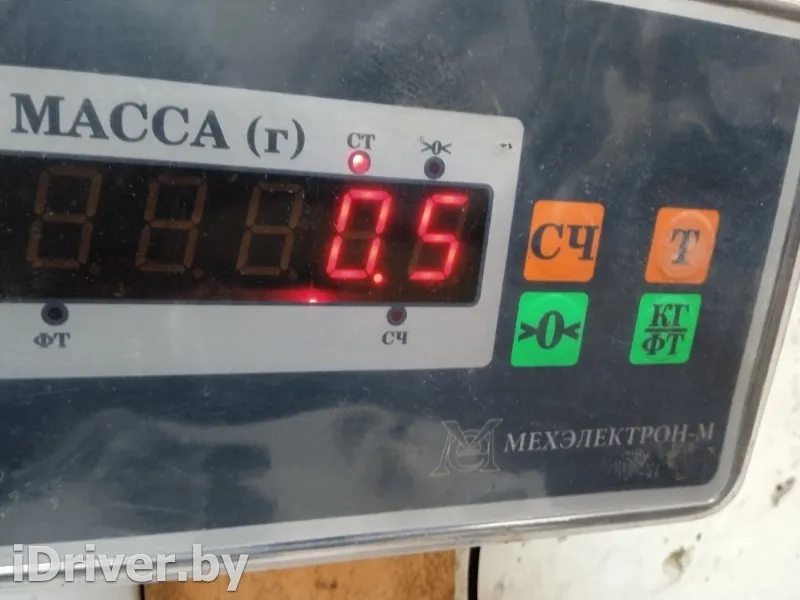 МАССА (г)
СТ
>0<
0.5
СЧ
Т
>0<
КГ
ФТ
ФТ
СЧ
МЕХЭЛЕКТРОН-М
iDriver.by